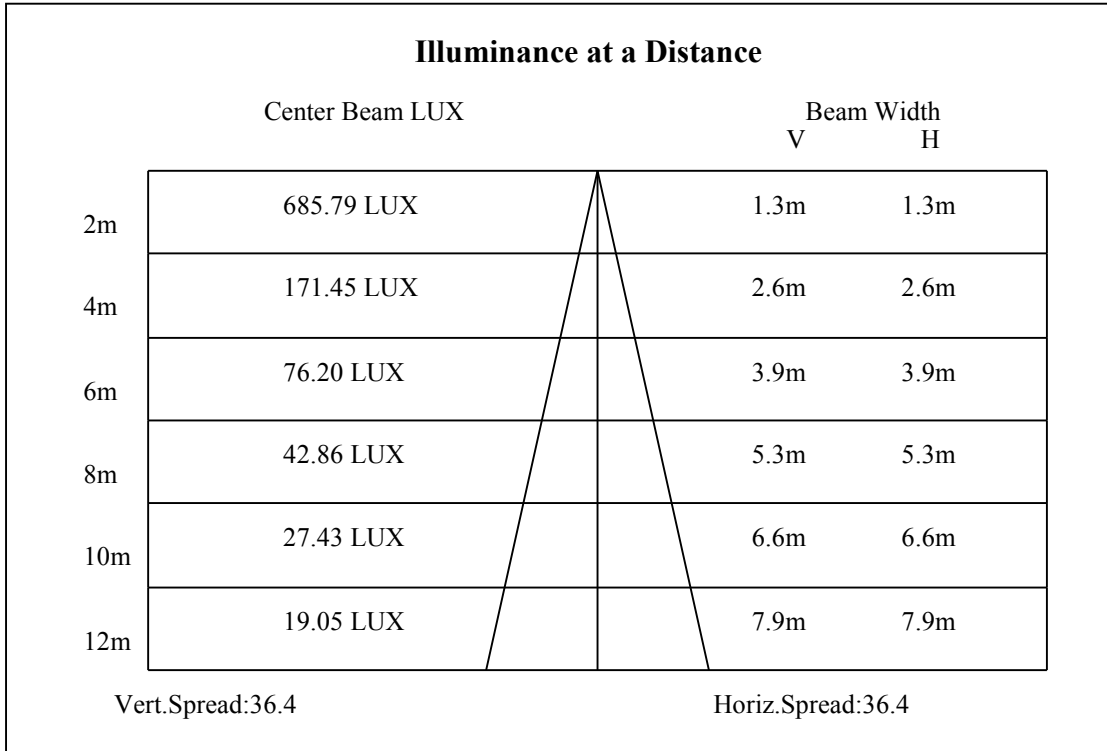 Illuminance at a Distance
Center Beam LUX Beam Width
V H
2m 685.79 LUX 1.3m 1.3m
4m 171.45 LUX 2.6m 2.6m
6m 76.20 LUX 3.9m 3.9m
8m 42.86 LUX 5.3m 5.3m
10m 27.43 LUX 6.6m 6.6m
12m 19.05 LUX 7.9m 7.9m
Vert.Spread:36.4 Horiz.Spread:36.4